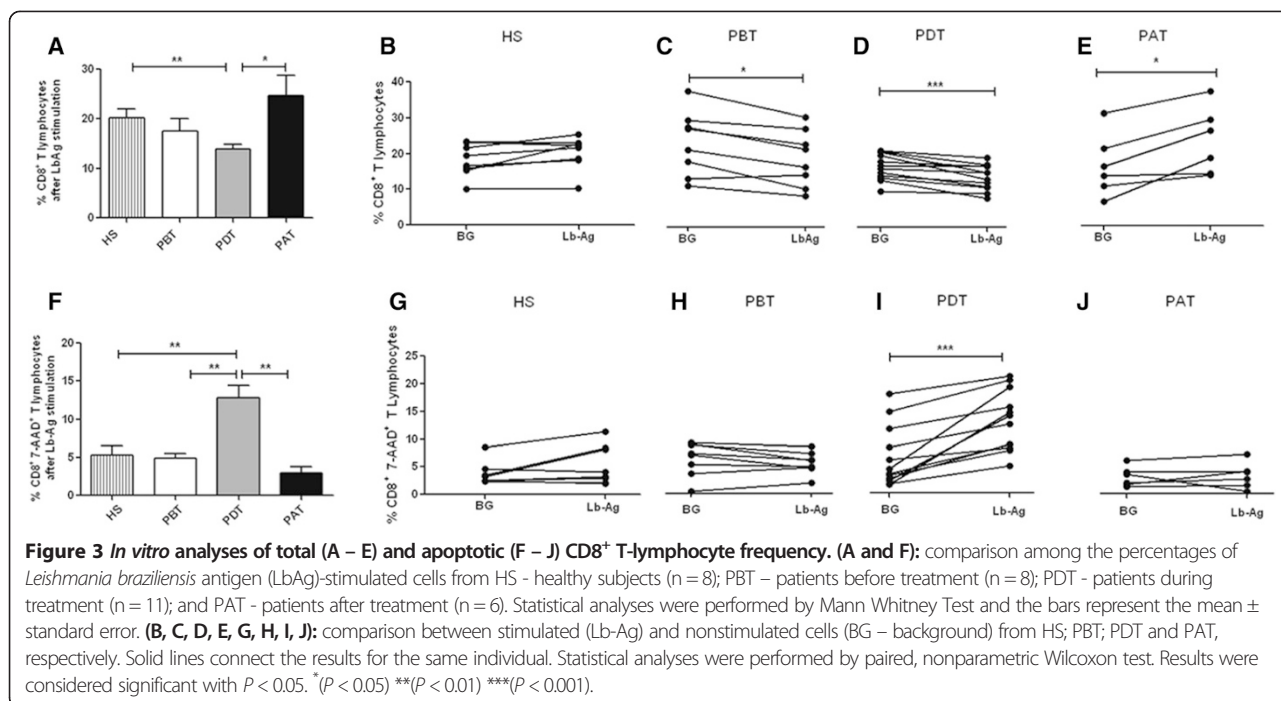 A
% CD8⁺ T lymphocytes
after LbAg stimulation
30
20
10
0
**
*
HS
PBT
PDT
PAT
B
HS
% CD8⁺ T lymphocytes
40
30
20
10
0
BG
Lb-Ag
C
PBT
*
BG
LbAg
D
PDT
***
BG
Lb-Ag
E
PAT
*
BG
Lb-Ag
F
% CD8⁺ 7-AAD⁺ T lymphocytes
after Lb-Ag stimulation
20
15
10
5
0
**
**
**
HS
PBT
PDT
PAT
G
HS
% CD8⁺ 7-AAD⁺ T Lymphocytes
25
20
15
10
5
0
BG
Lb-Ag
H
PBT
BG
Lb-Ag
I
PDT
***
BG
Lb-Ag
J
PAT
BG
Lb-Ag
Figure 3 In vitro analyses of total (A – E) and apoptotic (F – J) CD8⁺ T-lymphocyte frequency. (A and F): comparison among the percentages of
Leishmania braziliensis antigen (LbAg)-stimulated cells from HS - healthy subjects (n = 8); PBT – patients before treatment (n = 8); PDT - patients during
treatment (n = 11); and PAT - patients after treatment (n = 6). Statistical analyses were performed by Mann Whitney Test and the bars represent the mean ±
standard error. (B, C, D, E, G, H, I, J): comparison between stimulated (Lb-Ag) and nonstimulated cells (BG – background) from HS; PBT; PDT and PAT,
respectively. Solid lines connect the results for the same individual. Statistical analyses were performed by paired, nonparametric Wilcoxon test. Results were
considered significant with P < 0.05. *(P < 0.05) **(P < 0.01) ***(P < 0.001).